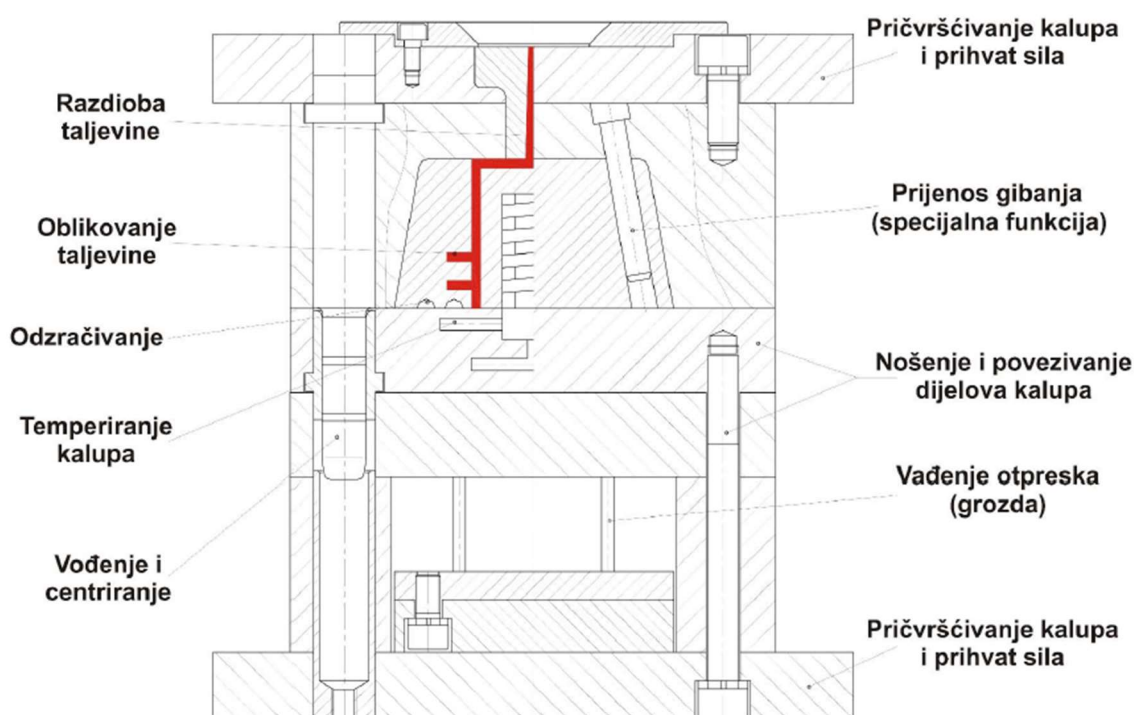 Pričvršćivanje kalupa
i prihvat sila
Razdioba
taljevine
Prijenos gibanja
(specijalna funkcija)
Oblikovanje
taljevine
Odzračivanje
Nošenje i povezivanje
dijelova kalupa
Temperiranje
kalupa
Vađenje otpreska
(grozda)
Vođenje i
centriranje
Pričvršćivanje kalupa
i prihvat sila